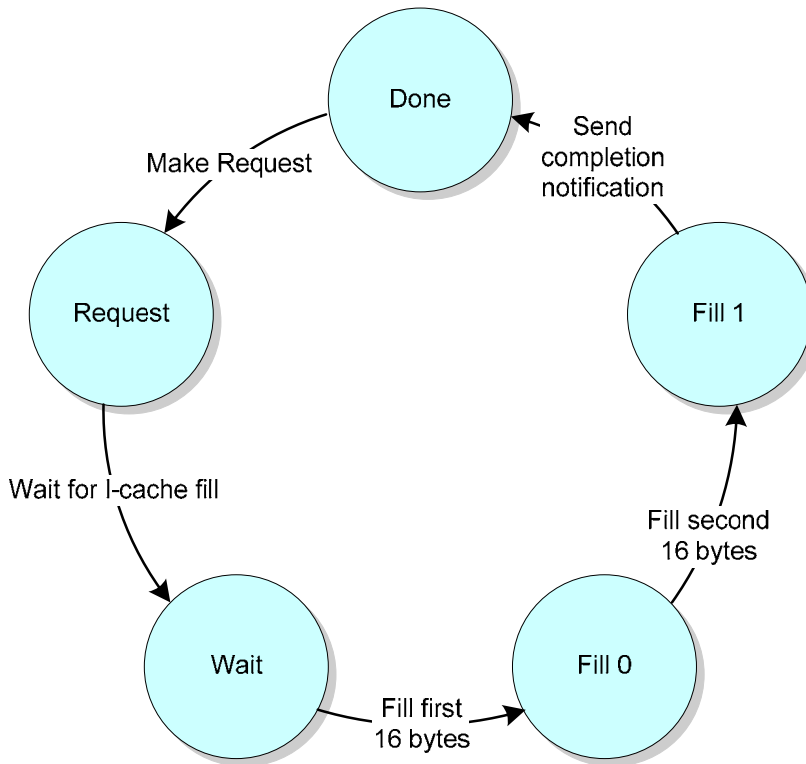 Done
Send
completion
notification
Make Request
Request
Fill 1
Wait for I-cache fill
Fill second
16 bytes
Wait
Fill 0
Fill first
16 bytes